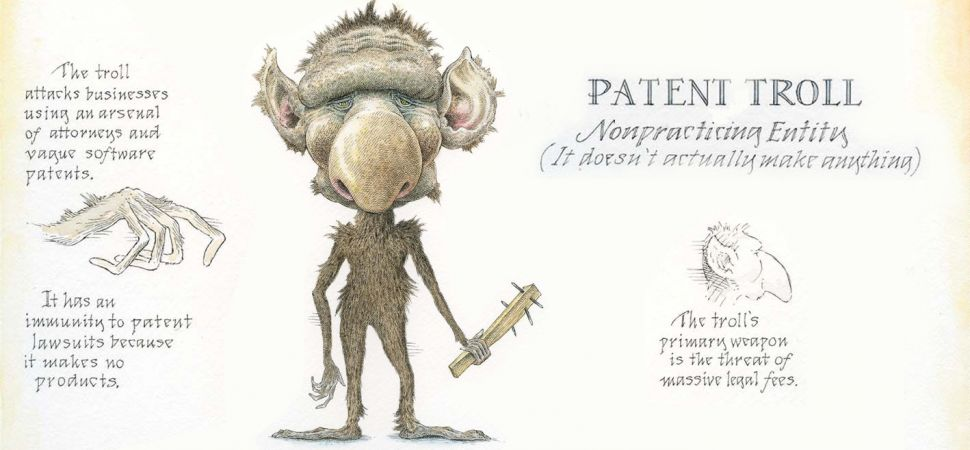 The troll
attacks businesses
using an arsenal
of attorneys and
vague software
patents.
It has an
immunity to patent
lawsuits because
it makes no
products.
PATENT TROLL
Nonpracticing Entity
(It doesn't actually make anything)
The troll's
primary weapon
is the threat of
massive legal fees.